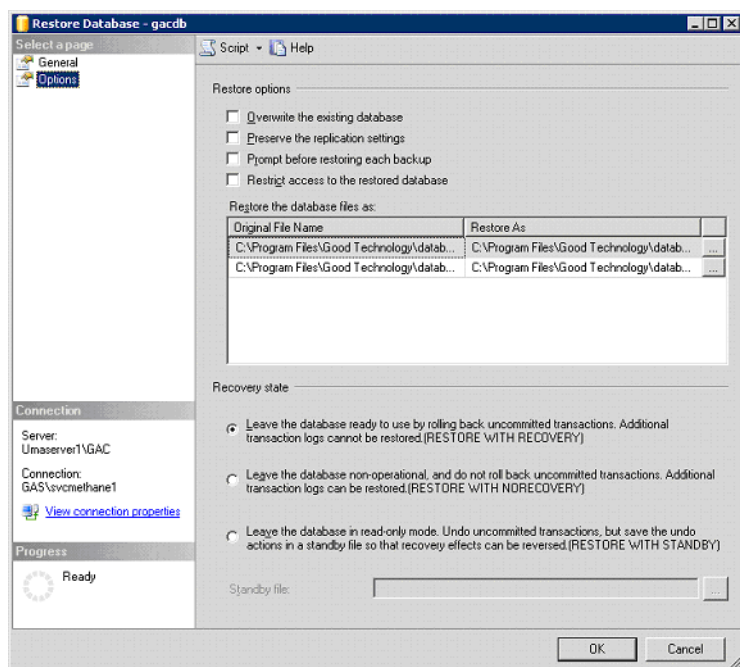 Restore Database - gacdb
Select a page
General
Options
Script
Help
Restore options
Overwrite the existing database
Preserve the replication settings
Prompt before restoring each backup
Restrict access to the restored database
Restore the database files as:
Original File Name Restore As
C:\Program Files\Good Technology\datab... C:\Program Files\Good Technology\datab... ...
C:\Program Files\Good Technology\datab... C:\Program Files\Good Technology\datab... ...
Recovery state
Leave the database ready to use by rolling back uncommitted transactions. Additional
transaction logs cannot be restored.(RESTORE WITH RECOVERY)
Leave the database non-operational, and do not roll back uncommitted transactions. Additional
transaction logs can be restored.(RESTORE WITH NORECOVERY)
Leave the database in read-only mode. Undo uncommitted transactions, but save the undo
actions in a standby file so that recovery effects can be reversed.(RESTORE WITH STANDBY)
Standby file:
...
Connection
Server:
Umaserver1\GAC
Connection:
GAS\svcmethane1
View connection properties
Progress
Ready
OK
Cancel